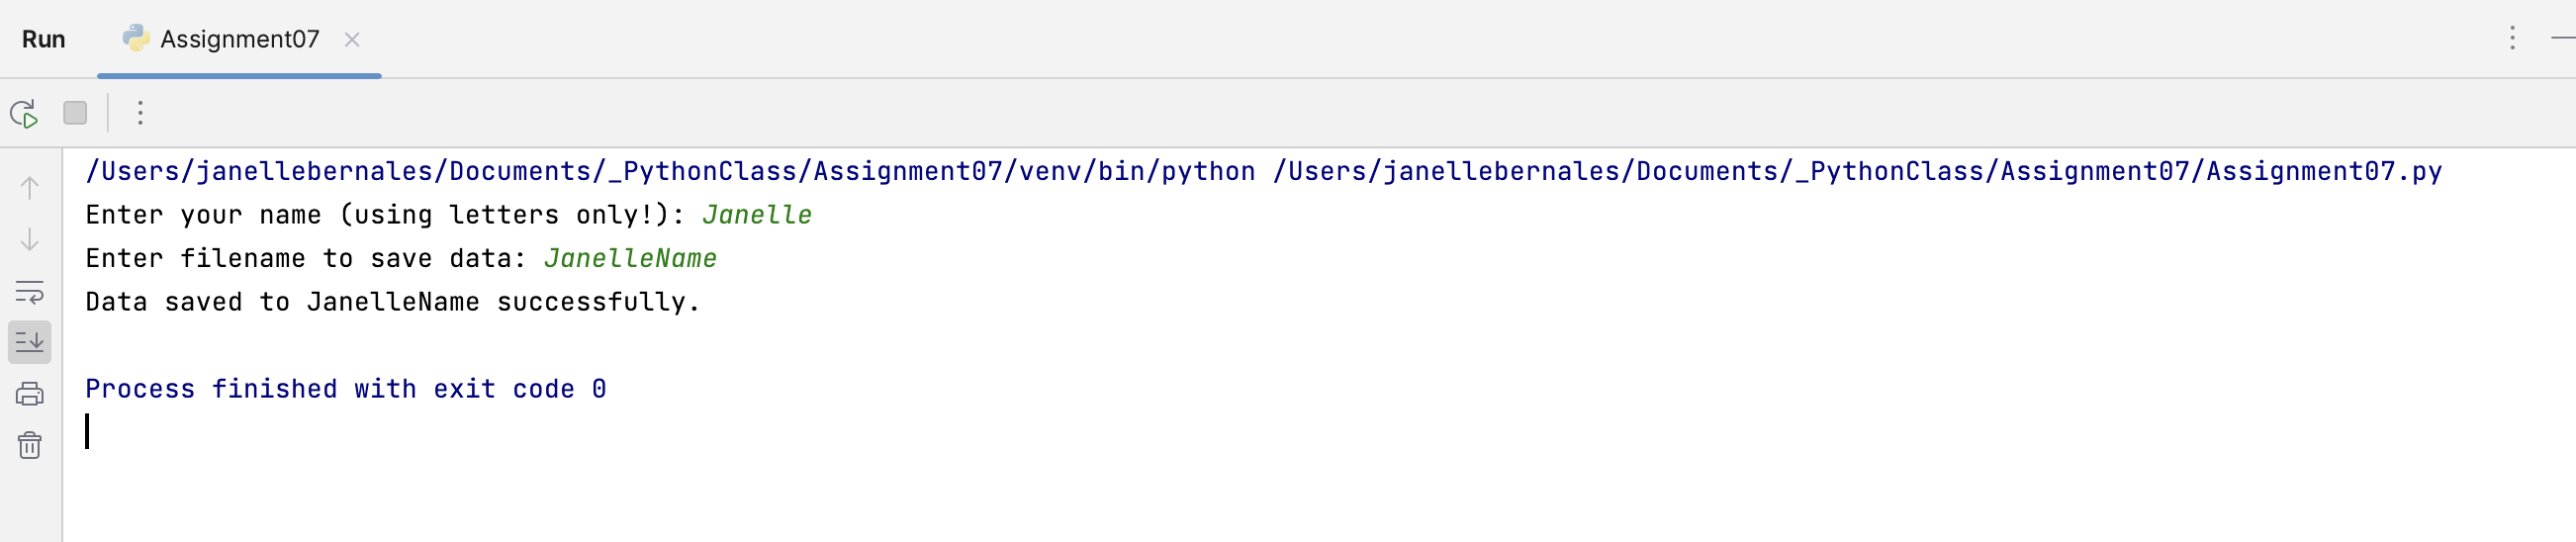 Run Assignment07
/Users/janellebernales/Documents/_PythonClass/Assignment07/venv/bin/python /Users/janellebernales/Documents/_PythonClass/Assignment07/Assignment07.py
Enter your name (using letters only!): Janelle
Enter filename to save data: JanelleName
Data saved to JanelleName successfully.
Process finished with exit code 0